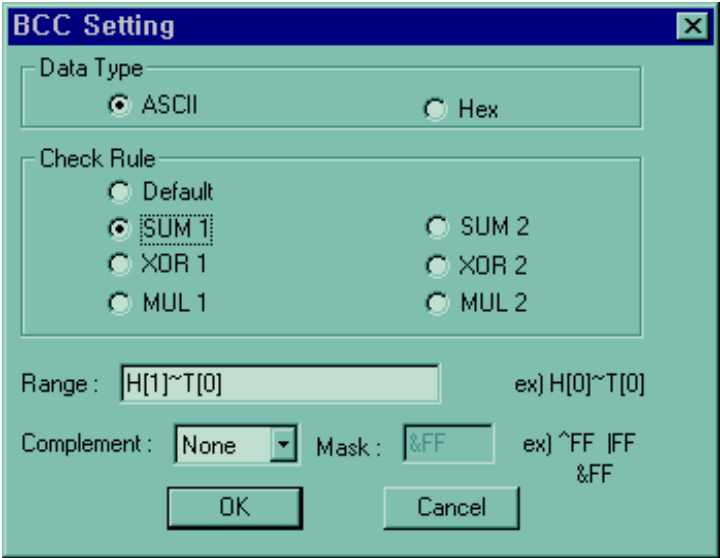 BCC Setting
Data Type
ASCII Hex
Check Rule
Default
SUM 1 SUM 2
XOR 1 XOR 2
MUL 1 MUL 2
Range : H[1]~T[0] ex) H[0]~T[0]
Complement : None Mask : &FF ex) ^FF |FF
&FF
OK Cancel